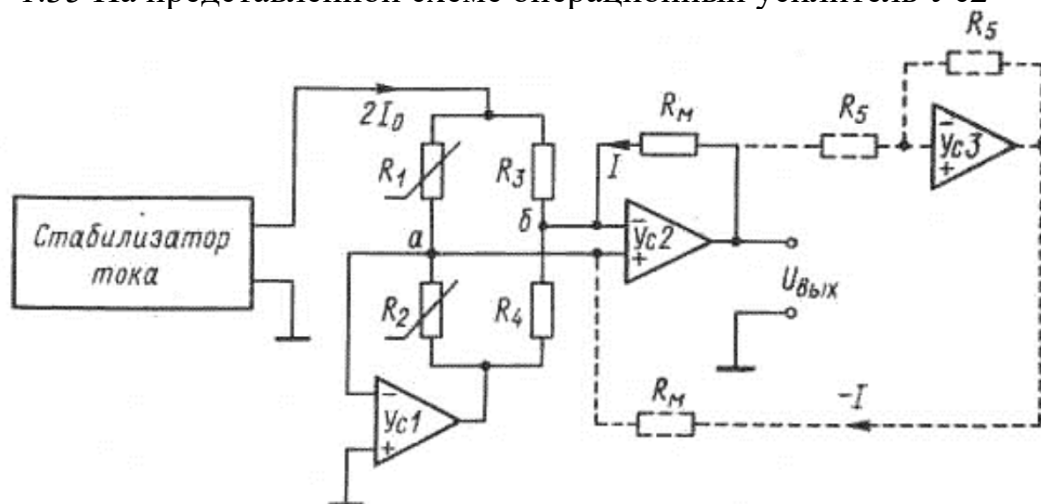 1.33 На представленной схеме операционный усилитель Ус2
R5
2I0
Rм
R5
R1
R3
I
−
Ус3
+
б
−
Стабилизатор
тока
а
Ус2
+
R2
R4
Uвых
−
Ус1
+
Rм
−I